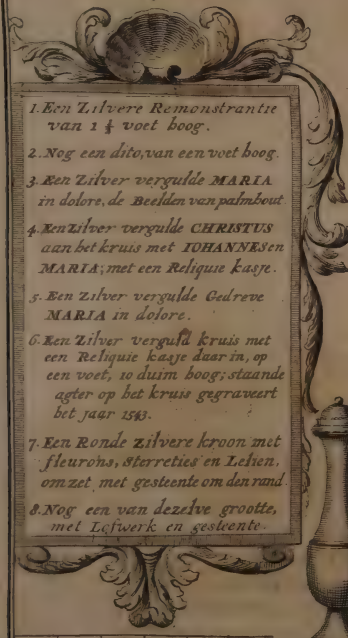 1. Een Zilvere Remonstrantie
van 1 ¼ voet hoog.
2. Nog een dito, van een voet hoog.
3. Een Zilver vergulde MARIA
in dolore, de Beelden van palmhout
4. Een zilver vergulde CHRISTUS
aan het kruis met IOHANNES en
MARIA; met een Reliquie kasje.
5. Een Zilver vergulde Gedreve
MARIA in dolore.
6. Een Zilver verguld kruis met
een Reliquie kasje daar in, op
een voet, 10 duim hoog; staande
agter op het kruis gegraveert
het jaar 1543.
7. Een Ronde zilvere kroon met
fleurons, sterreties en Lelien,
omzet met gesteente om den rand
8. Nog een van dezelve grootte,
met Lofwerk en gesteente.